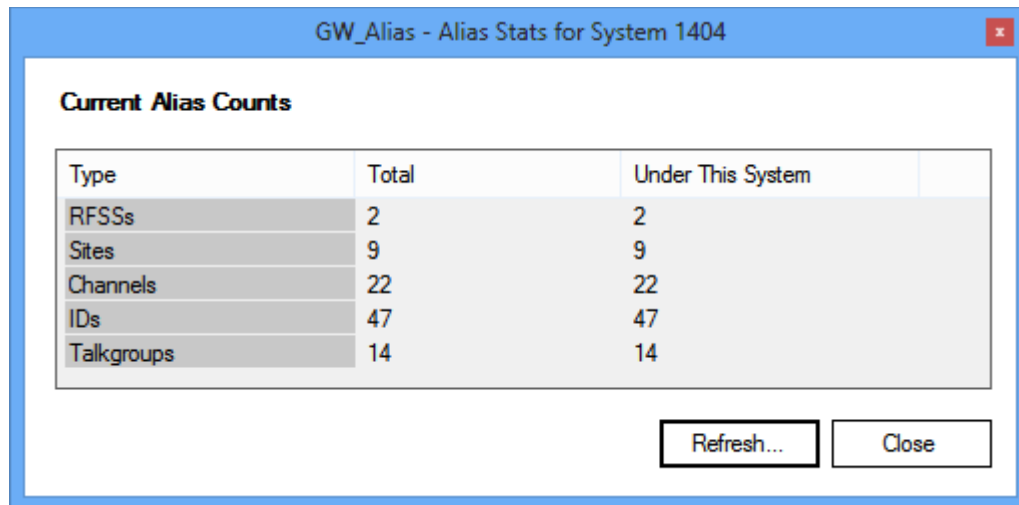 GW_Alias - Alias Stats for System 1404
x
Current Alias Counts
Type Total Under This System
RFSSs 2 2
Sites 9 9
Channels 22 22
IDs 47 47
Talkgroups 14 14
Refresh... Close